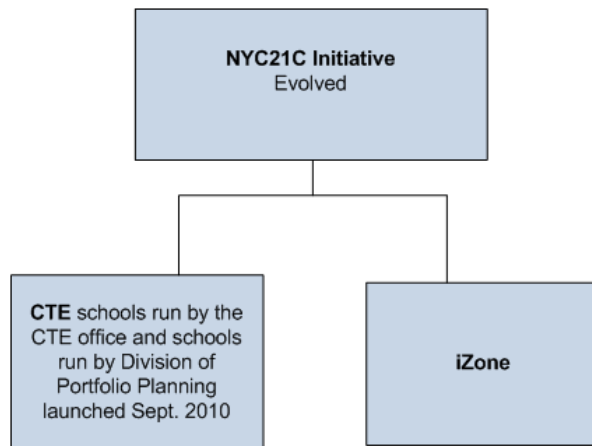 NYC21C Initiative
Evolved
CTE schools run by the
CTE office and schools
run by Division of
Portfolio Planning
launched Sept. 2010
iZone